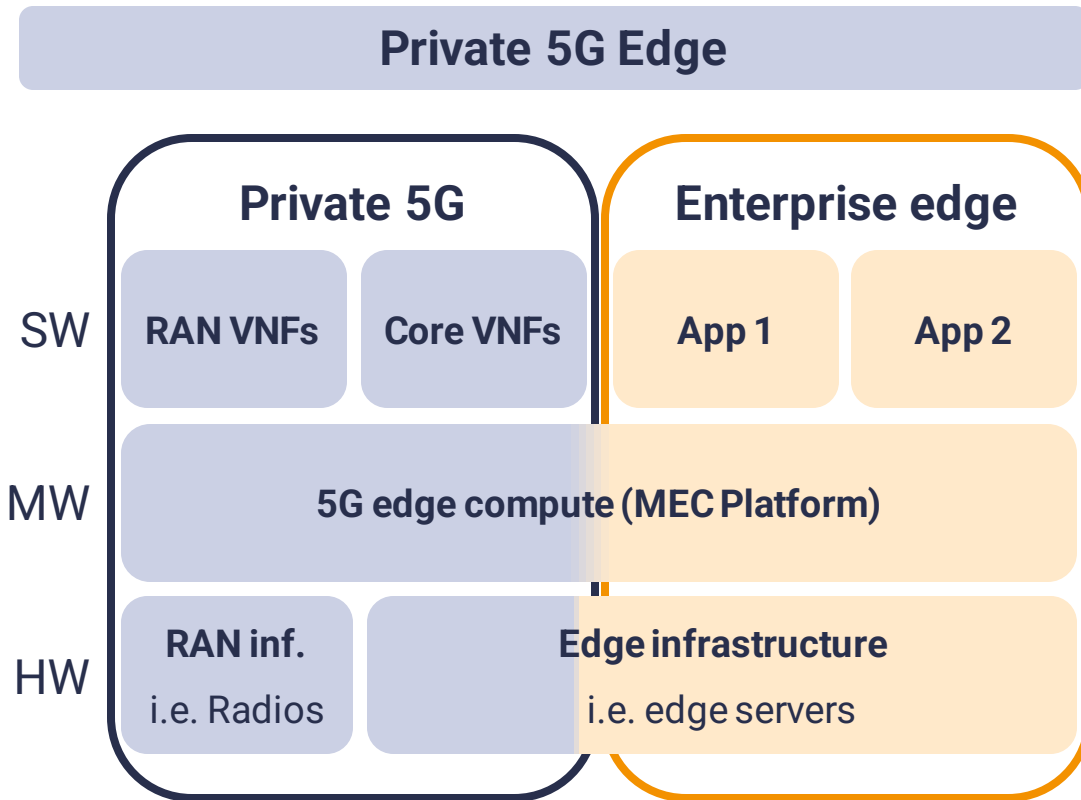 Private 5G Edge
Private 5G
Enterprise edge
SW
RAN VNFs
Core VNFs
App 1
App 2
MW
5G edge compute (MEC Platform)
HW
RAN inf.
i.e. Radios
Edge infrastructure
i.e. edge servers